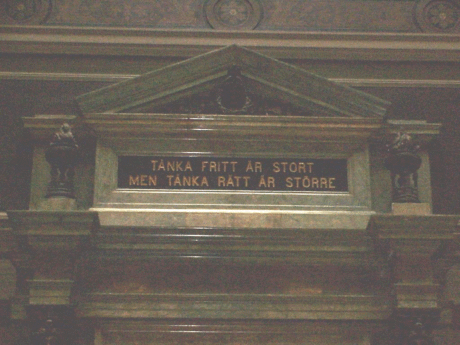 TÄNKA FRITT ÄR STORT
MEN TÄNKA RÄTT ÄR STÖRRE